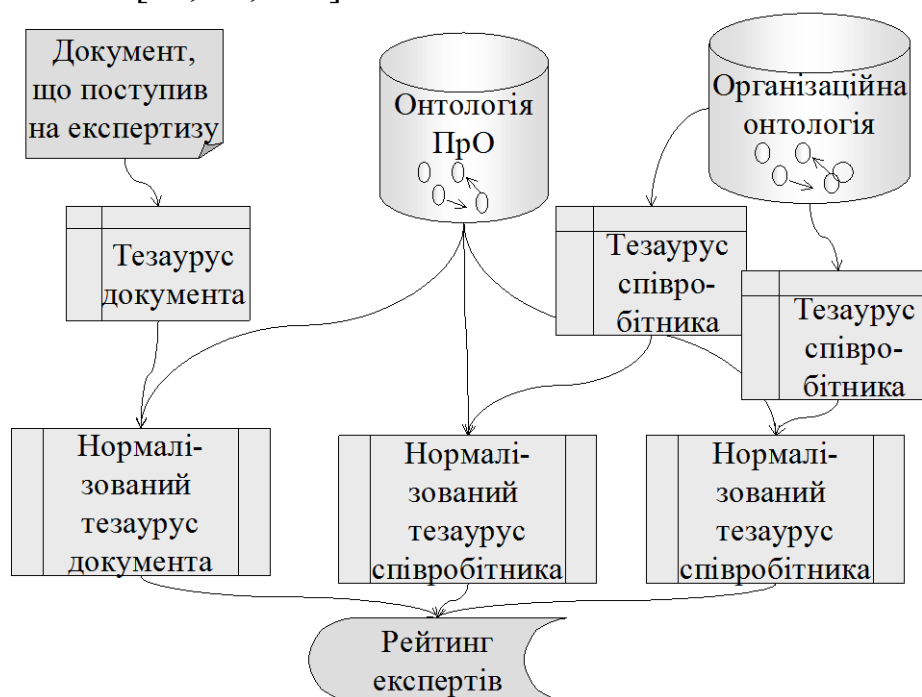 Документ,
що поступив
на експертизу
Онтологія
ПрО
Організаційна
онтологія
Тезаурус
документа
Тезаурус
співро-
бітника
Тезаурус
співро-
бітника
Нормалі-
зований
тезаурус
документа
Нормалі-
зований
тезаурус
співробітника
Нормалі-
зований
тезаурус
співробітника
Рейтинг
експертів